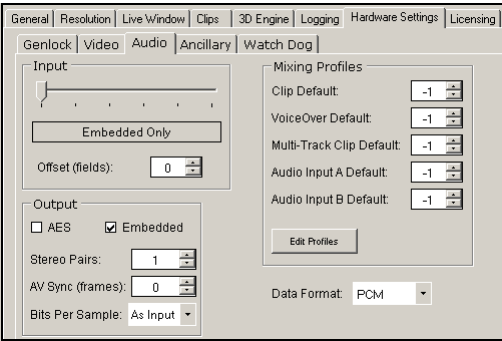 General Resolution Live Window Clips 3D Engine Logging Hardware Settings Licensing
Genlock Video Audio Ancillary Watch Dog
Input
Embedded Only
Offset (fields): 0
Output
AES Embedded
Stereo Pairs: 1
AV Sync (frames): 0
Bits Per Sample: As Input
Mixing Profiles
Clip Default: -1
VoiceOver Default: -1
Multi-Track Clip Default: -1
Audio Input A Default: -1
Audio Input B Default: -1
Edit Profiles
Data Format: PCM